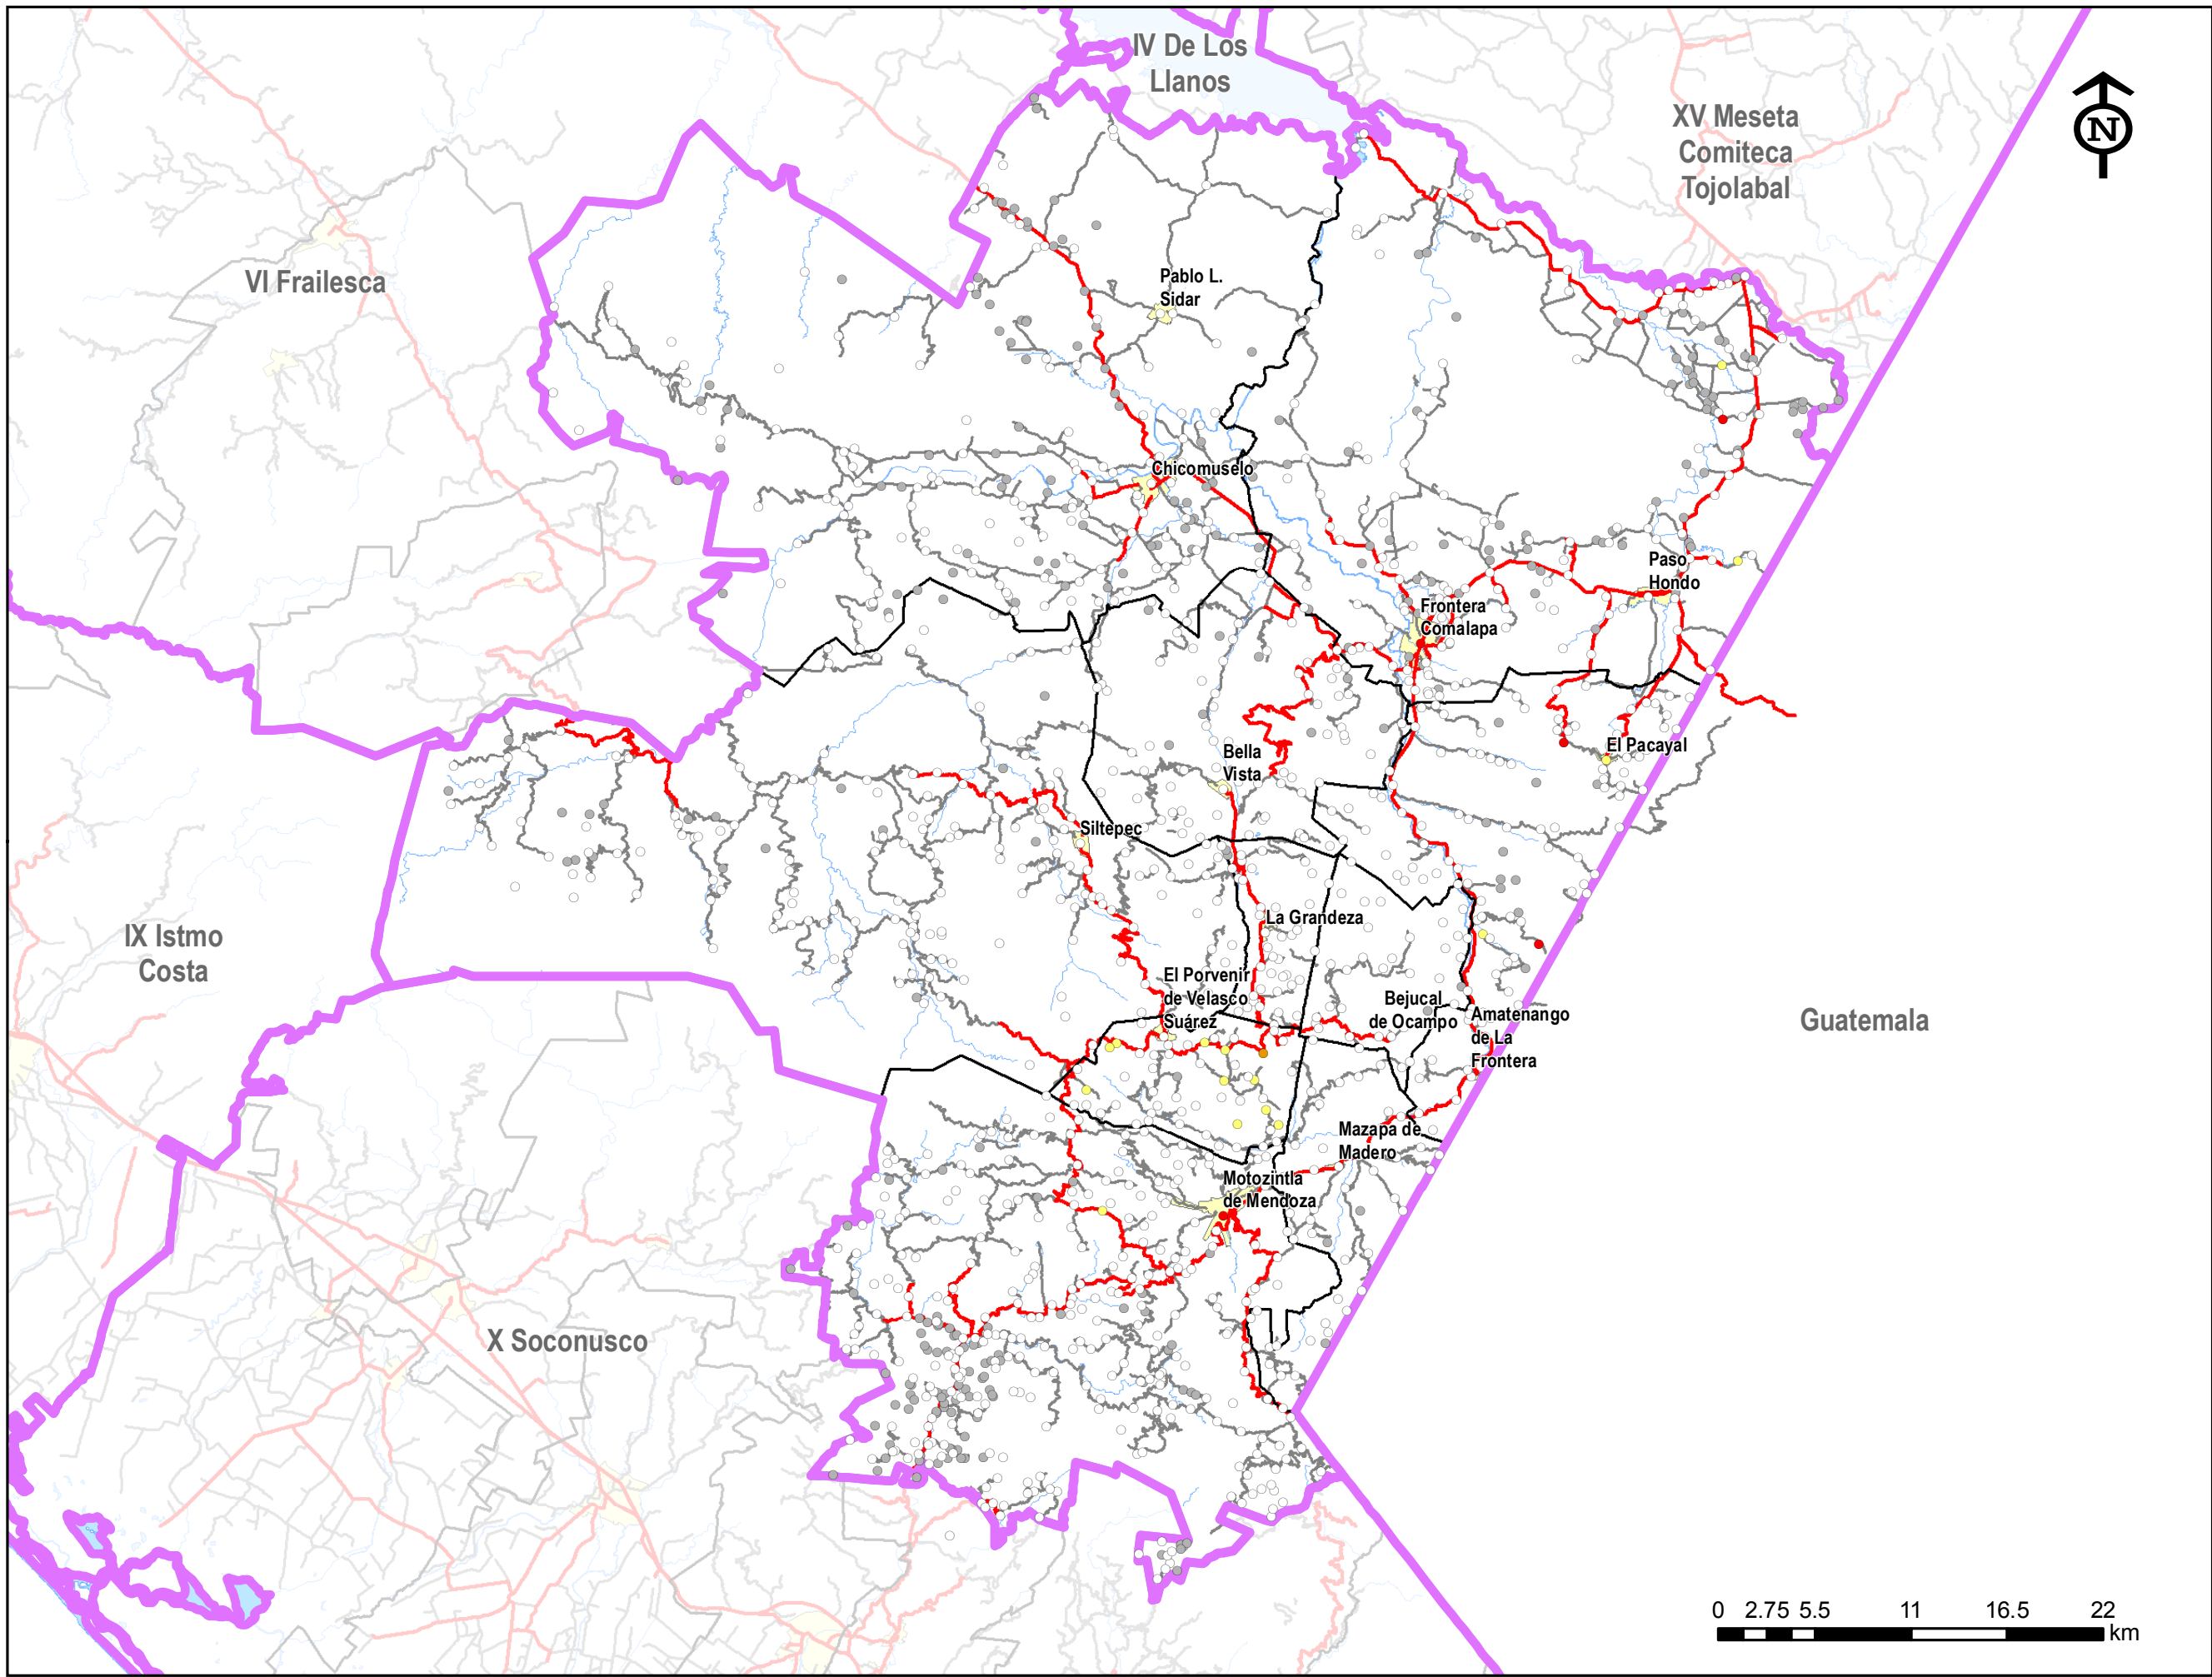 IV De Los
Llanos
XV Meseta
Comiteca
Tojolabal
N
VI Frailesca
Pablo L.
Sidar
Chicomuselo
Paso
Hondo
Frontera
Comalapa
El Pacayal
Bella
Vista
Siltepec
La Grandeza
IX Istmo
Costa
El Porvenir
de Velasco
Suárez
Bejucal
de Ocampo
Amatenango
de La
Frontera
Guatemala
Mazapa de
Madero
Motozintla
de Mendoza
X Soconusco
0 2.75 5.5 11 16.5 22
km